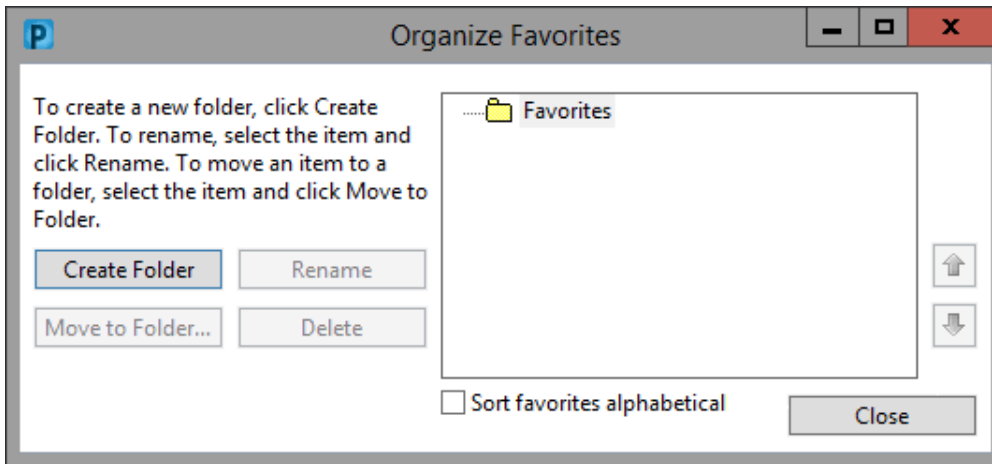 P
Organize Favorites
To create a new folder, click Create
Folder. To rename, select the item and
click Rename. To move an item to a
folder, select the item and click Move to
Folder.
Create Folder
Rename
Move to Folder...
Delete
Favorites
Sort favorites alphabetical
Close